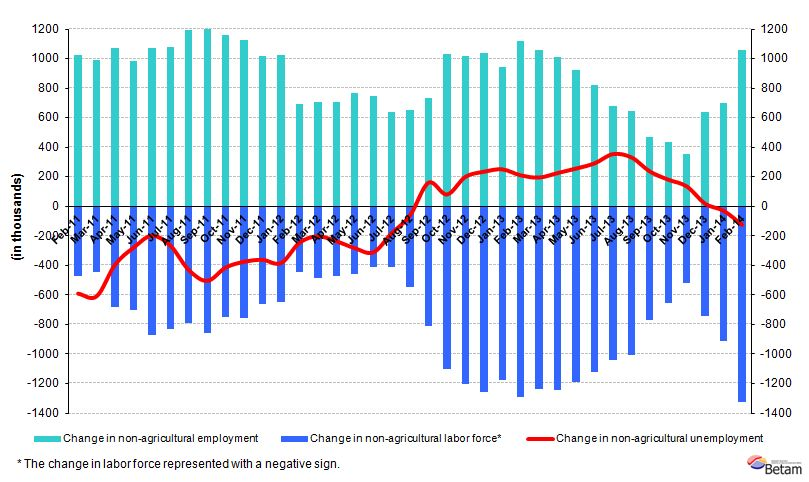 1200 1200
1000 1000
800 800
600 600
400 400
200 200
0 0
-200 -200
-400 -400
-600 -600
-800 -800
-1000 -1000
-1200 -1200
-1400 -1400
(in thousands)
Feb-11 Mar-11 Apr-11 May-11 Jun-11 Jul-11 Aug-11 Sep-11 Oct-11 Nov-11 Dec-11 Jan-12 Feb-12 Mar-12 Apr-12 May-12 Jun-12 Jul-12 Aug-12 Sep-12 Oct-12 Nov-12 Dec-12 Jan-13 Feb-13 Mar-13 Apr-13 May-13 Jun-13 Jul-13 Aug-13 Sep-13 Oct-13 Nov-13 Dec-13 Jan-14 Feb-14
Change in non-agricultural employment Change in non-agricultural labor force* Change in non-agricultural unemployment
* The change in labor force represented with a negative sign.
Betam